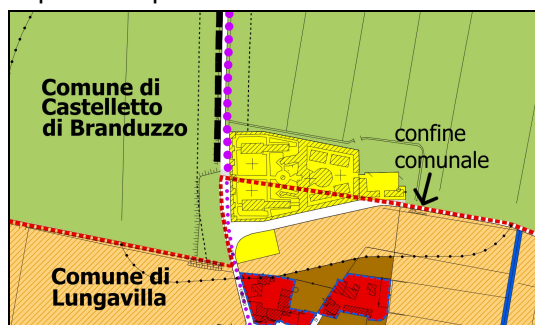 Comune di
Castelletto
di Branduzzo
confine
comunale
Comune di
Lungavilla